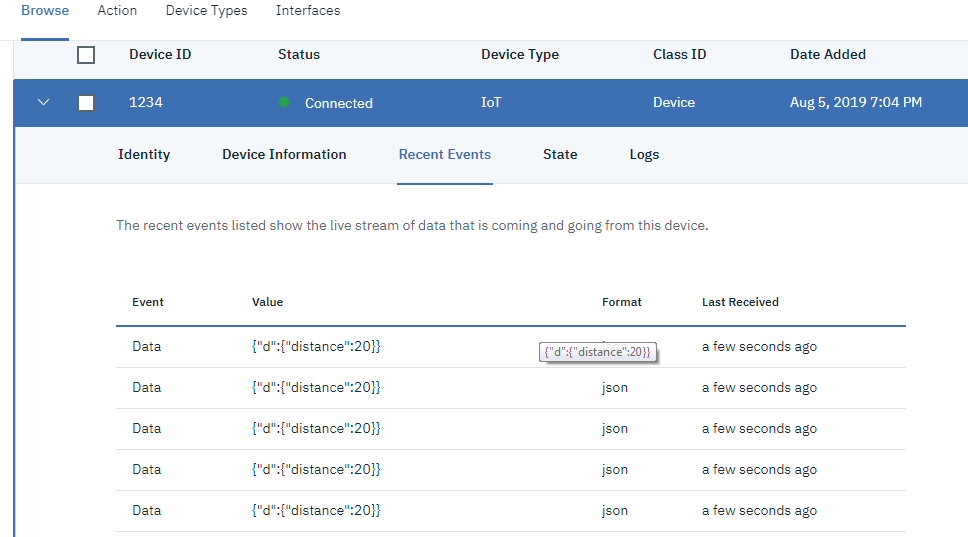 Browse Action Device Types Interfaces
Device ID Status Device Type Class ID Date Added
1234 Connected IoT Device Aug 5, 2019 7:04 PM
Identity Device Information Recent Events State Logs
The recent events listed show the live stream of data that is coming and going from this device.
Event Value Format Last Received
Data {"d":{"distance":20}} {"d":{"distance":20}} a few seconds ago
Data {"d":{"distance":20}} json a few seconds ago
Data {"d":{"distance":20}} json a few seconds ago
Data {"d":{"distance":20}} json a few seconds ago
Data {"d":{"distance":20}} json a few seconds ago